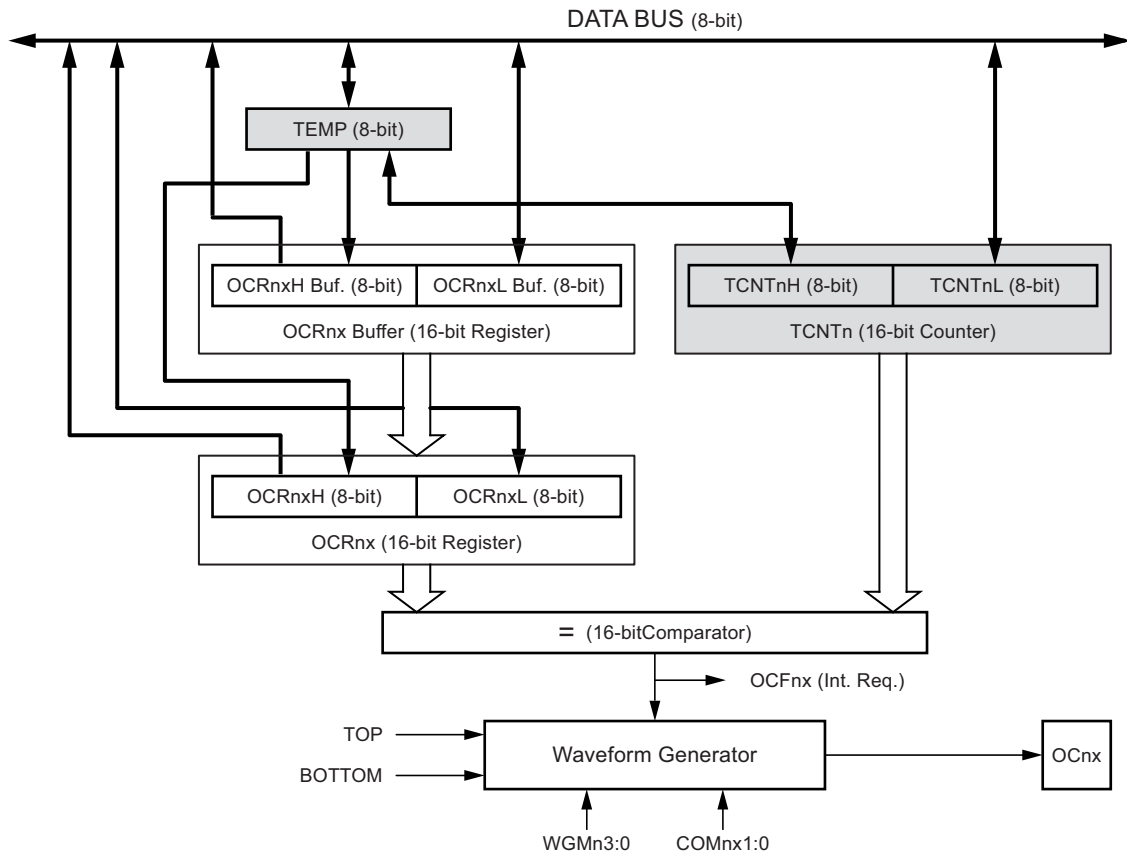 DATA BUS (8-bit)
TEMP (8-bit)
OCRnxH Buf. (8-bit)
OCRnxL Buf. (8-bit)
OCRnx Buffer (16-bit Register)
TCNTnH (8-bit)
TCNTnL (8-bit)
TCNTn (16-bit Counter)
OCRnxH (8-bit)
OCRnxL (8-bit)
OCRnx (16-bit Register)
= (16-bitComparator)
OCFnx (Int. Req.)
TOP
BOTTOM
Waveform Generator
OCnx
WGMn3:0
COMnx1:0